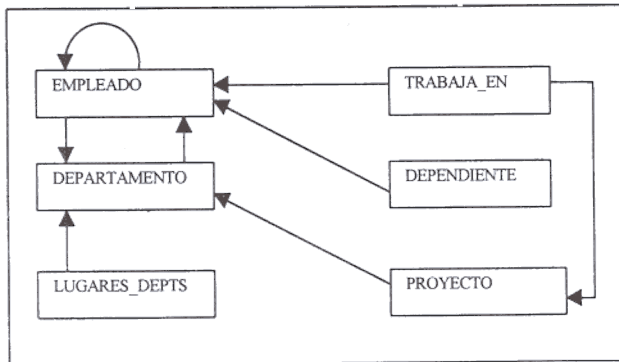 EMPLEADO
TRABAJA_EN
DEPARTAMENTO
DEPENDIENTE
LUGARES_DEPTS
PROYECTO